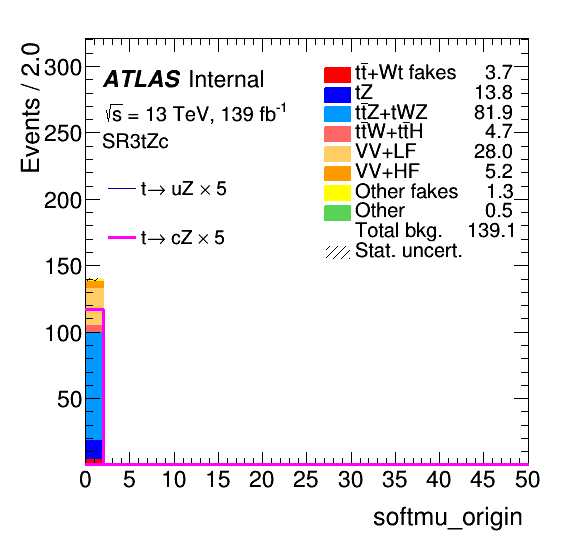 Events / 2.0
300
250
200
150
100
50
ATLAS Internal
√s = 13 TeV, 139 fb⁻¹
SR3tZc
t→ uZ × 5
t→ cZ × 5
tt̄+Wt fakes 3.7
tZ 13.8
tt̄Z+tWZ 81.9
tt̄W+tt̄H 4.7
VV+LF 28.0
VV+HF 5.2
Other fakes 1.3
Other 0.5
Total bkg. 139.1
Stat. uncert.
0 5 10 15 20 25 30 35 40 45 50
softmu_origin